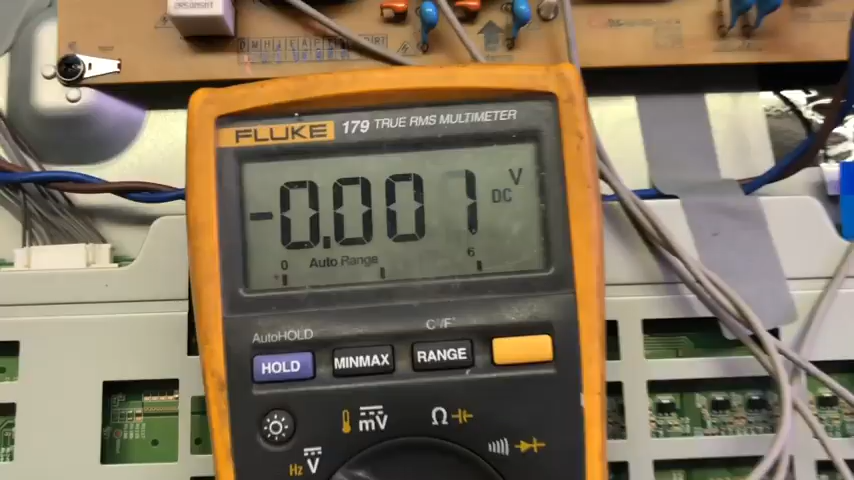 FLUKE 179 TRUE RMS MULTIMETER
-0.001 V DC
0 Auto Range 6
AutoHOLD C°/F°
HOLD MINMAX RANGE
mV Ω
Hz V